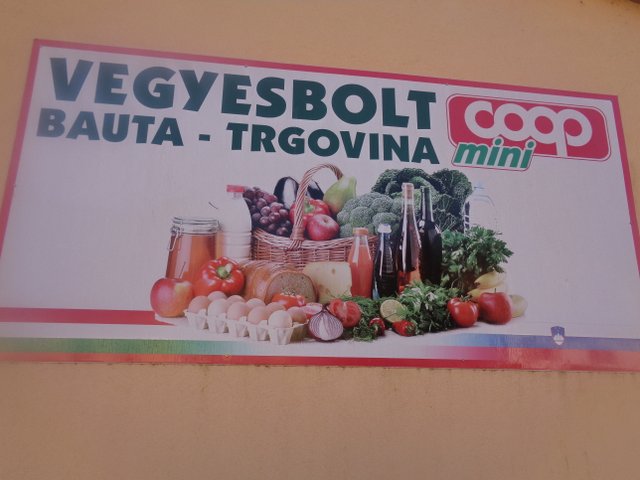 VEGYESBOLT
BAUTA - TRGOVINA
coop
mini